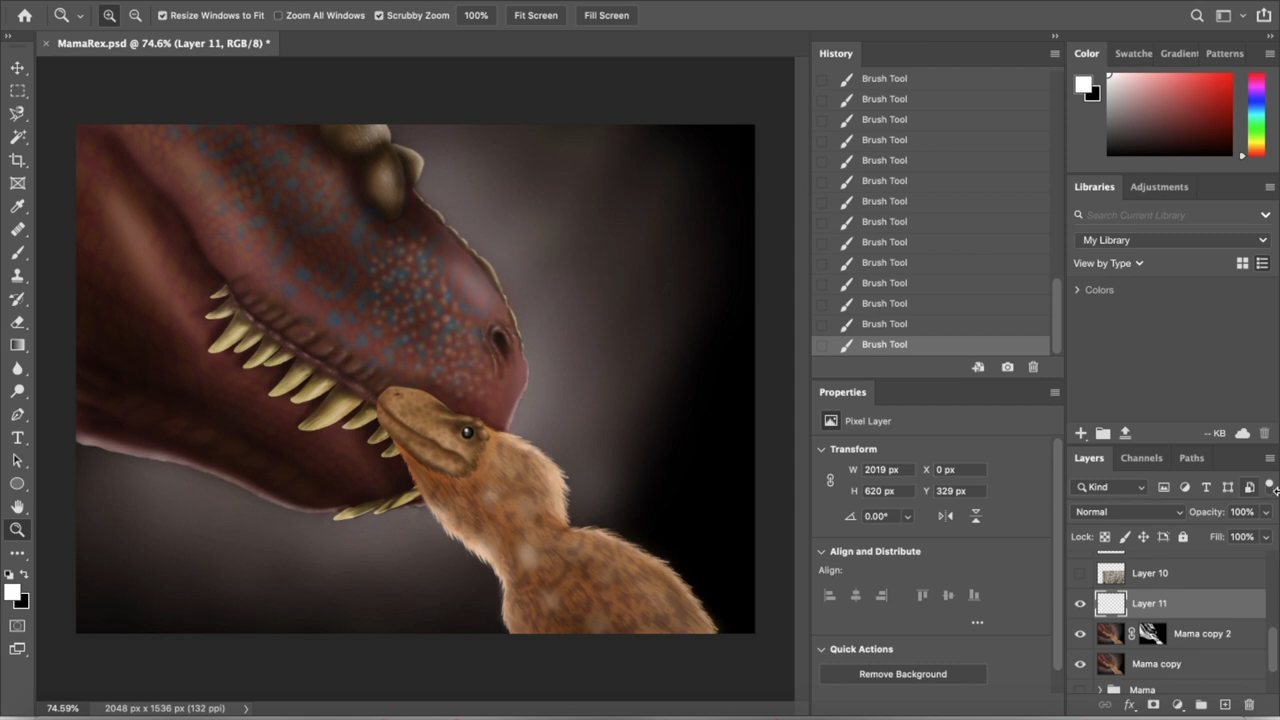 Resize Windows to Fit Zoom All Windows Scrubby Zoom 100% Fit Screen Fill Screen
MamaRex.psd @ 74.6% (Layer 11, RGB/8) *
History
Brush Tool
Brush Tool
Brush Tool
Brush Tool
Brush Tool
Brush Tool
Brush Tool
Brush Tool
Brush Tool
Brush Tool
Brush Tool
Brush Tool
Brush Tool
Brush Tool
Properties
Pixel Layer
Transform
W 2019 px X 0 px
H 620 px Y 329 px
0.00°
Align and Distribute
Align:
Quick Actions
Remove Background
Color Swatche Gradient Patterns
Libraries Adjustments
Search Current Library
My Library
View by Type
Colors
-- KB
Layers Channels Paths
Kind
Normal Opacity: 100%
Lock: Fill: 100%
Layer 10
Layer 11
Mama copy 2
Mama copy
Mama
74.59% 2048 px x 1536 px (132 ppi)